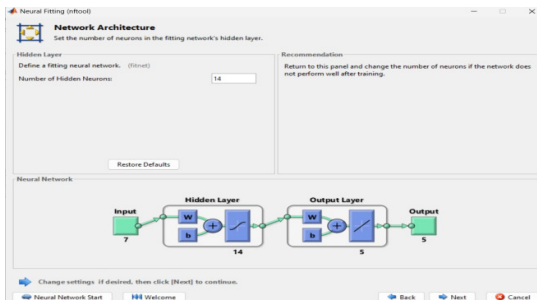 Neural Fitting (nftool)
Network Architecture
Set the number of neurons in the fitting network's hidden layer.
Hidden Layer
Define a fitting neural network. (fitnet)
Number of Hidden Neurons: 14
Restore Defaults
Recommendation
Return to this panel and change the number of neurons if the network does
not perform well after training.
Neural Network
Hidden Layer
Output Layer
Input
Output
W
b
W
b
7
14
5
5
Change settings if desired, then click [Next] to continue.
Neural Network Start
Welcome
Back
Next
Cancel